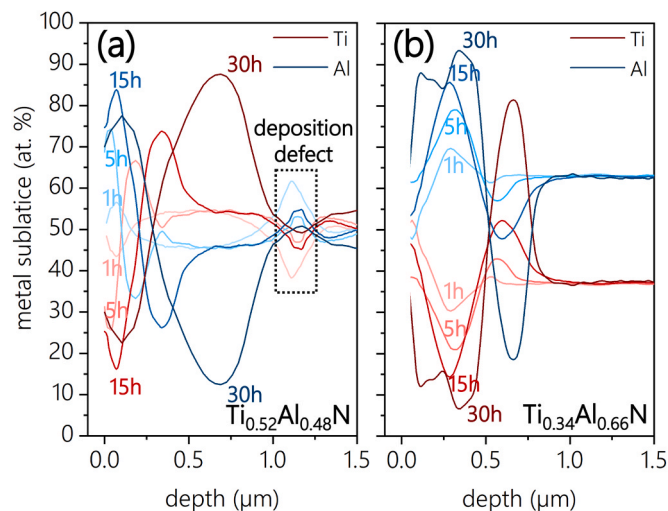 metal sublatice (at. %)
100
90
80
70
60
50
40
30
20
10
0
(a)
Ti
Al
15h
30h
5h
1h
1h
5h
15h
30h
deposition
defect
Ti0.52Al0.48N
0.0
0.5
1.0
1.5
depth (µm)
(b)
Ti
Al
30h
15h
5h
1h
1h
5h
15h
30h
Ti0.34Al0.66N
0.0
0.5
1.0
1.5
depth (µm)